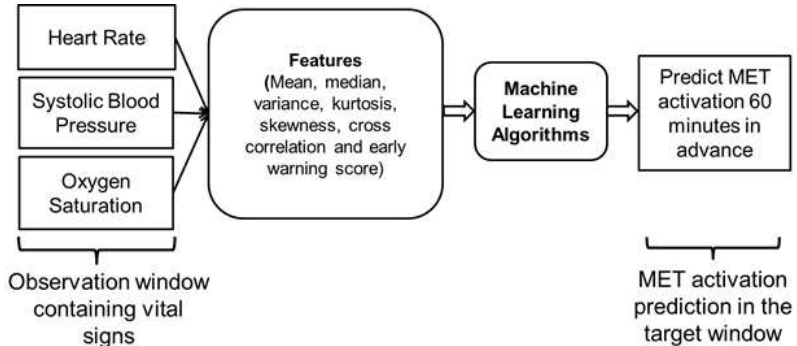 Heart Rate
Systolic Blood
Pressure
Oxygen
Saturation
Observation window
containing vital
signs
Features
(Mean, median,
variance, kurtosis,
skewness, cross
correlation and early
warning score)
Machine
Learning
Algorithms
Predict MET
activation 60
minutes in
advance
MET activation
prediction in the
target window